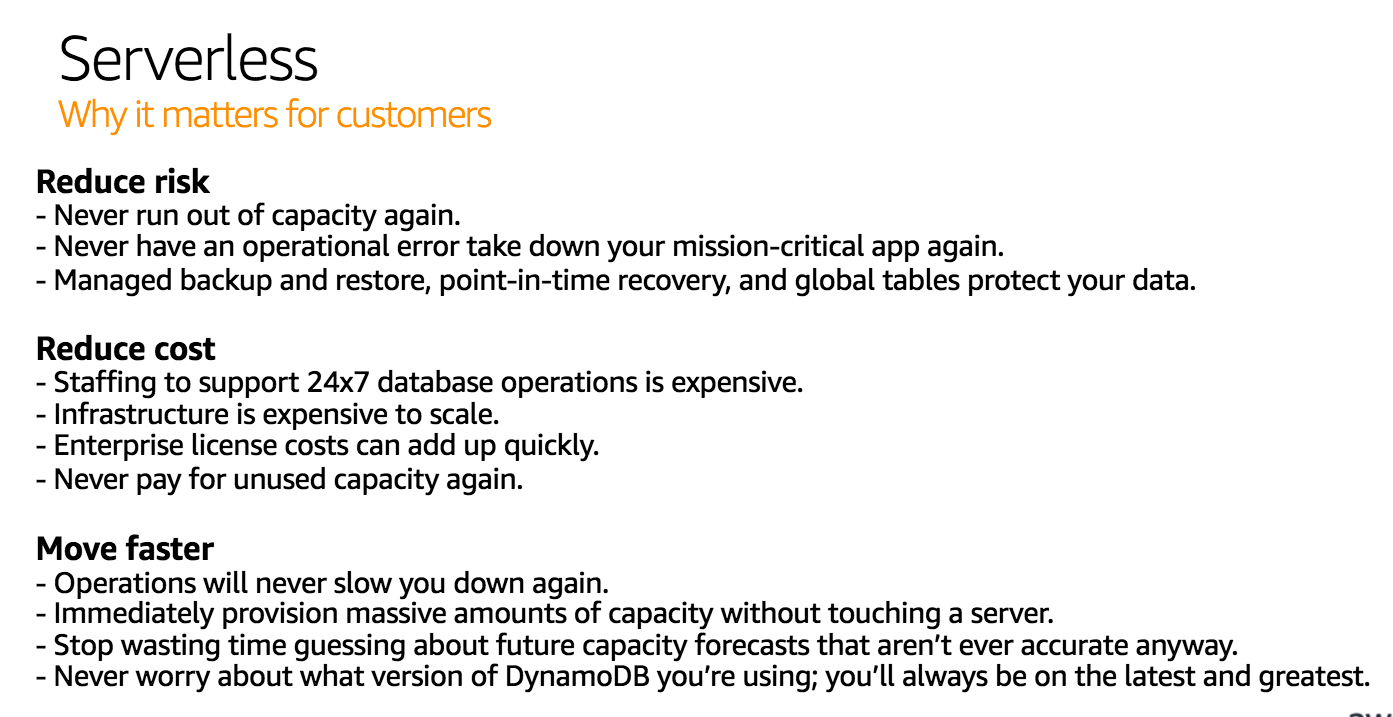 Serverless
Why it matters for customers
Reduce risk
- Never run out of capacity again.
- Never have an operational error take down your mission-critical app again.
- Managed backup and restore, point-in-time recovery, and global tables protect your data.
Reduce cost
- Staffing to support 24x7 database operations is expensive.
- Infrastructure is expensive to scale.
- Enterprise license costs can add up quickly.
- Never pay for unused capacity again.
Move faster
- Operations will never slow you down again.
- Immediately provision massive amounts of capacity without touching a server.
- Stop wasting time guessing about future capacity forecasts that aren’t ever accurate anyway.
- Never worry about what version of DynamoDB you’re using; you’ll always be on the latest and greatest.